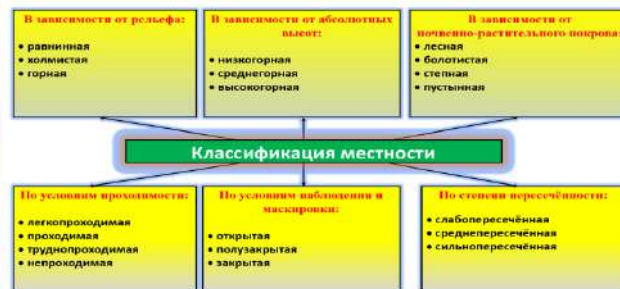 В зависимости от рельефа:
• равнинная
• холмистая
• горная
В зависимости от абсолютных
высот:
• низкогорная
• среднегорная
• высокогорная
В зависимости от
почвенно-растительного покрова:
• лесная
• болотистая
• степная
• пустынная
Классификация местности
По условиям проходимости:
• легкопроходимая
• проходимая
• труднопроходимая
• непроходимая
По условиям наблюдения и
маскировки:
• открытая
• полузакрытая
• закрытая
По степени пересечённости:
• слабопересечённая
• среднепересечённая
• сильнопересечённая